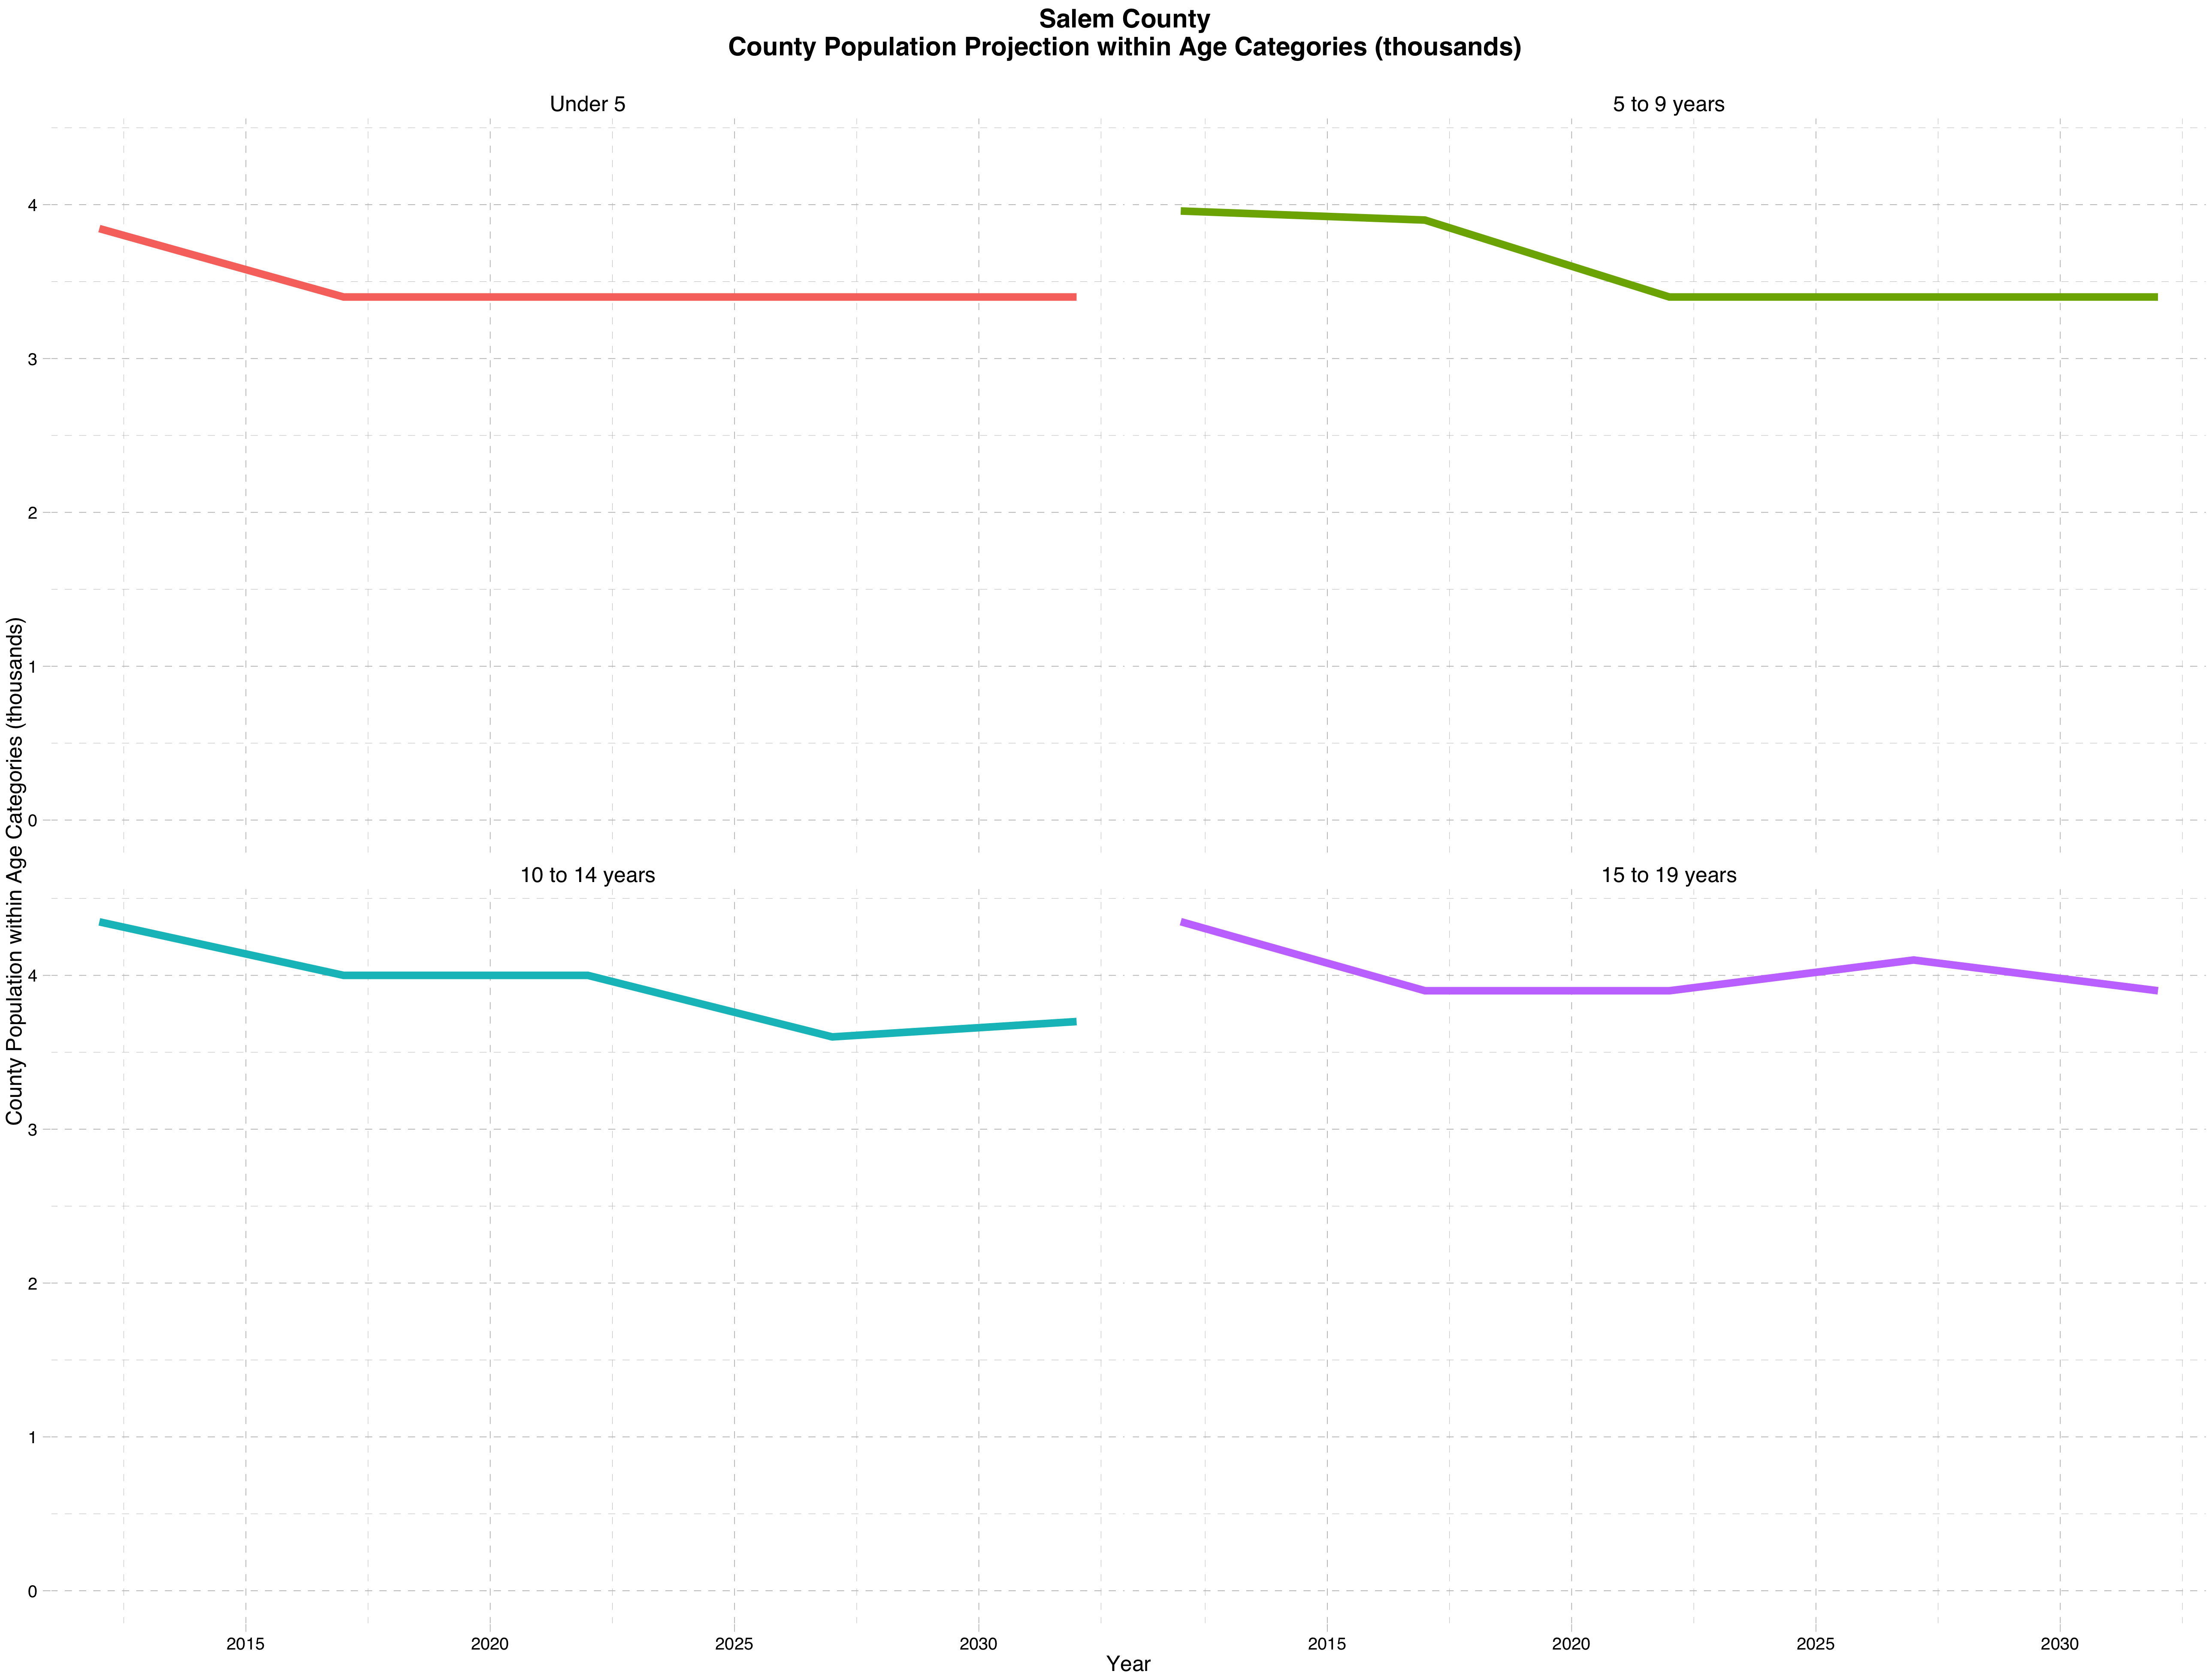 Salem County
County Population Projection within Age Categories (thousands)
Under 5
5 to 9 years
4
3
2
1
0
County Population within Age Categories (thousands)
10 to 14 years
15 to 19 years
4
3
2
1
0
2015 2020 2025 2030 2015 2020 2025 2030
Year